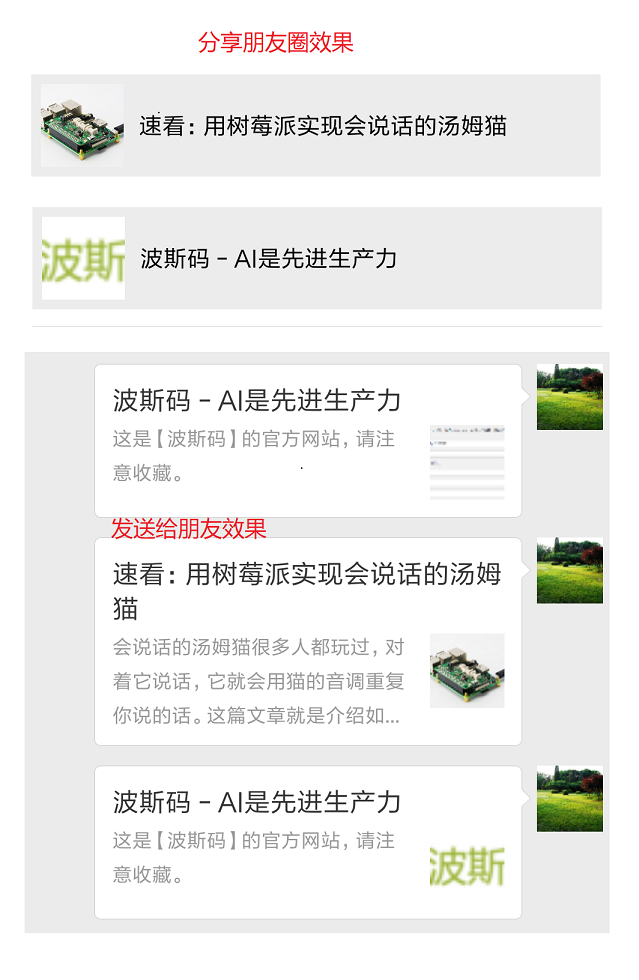 分享朋友圈效果
速看：用树莓派实现会说话的汤姆猫
波斯
波斯码 - AI是先进生产力
波斯码 - AI是先进生产力
这是【波斯码】的官方网站，请注
意收藏。
发送给朋友效果
速看：用树莓派实现会说话的汤姆
猫
会说话的汤姆猫很多人都玩过，对
着它说话，它就会用猫的音调重复
你说的话。这篇文章就是介绍如...
波斯码 - AI是先进生产力
这是【波斯码】的官方网站，请注
意收藏。
波斯